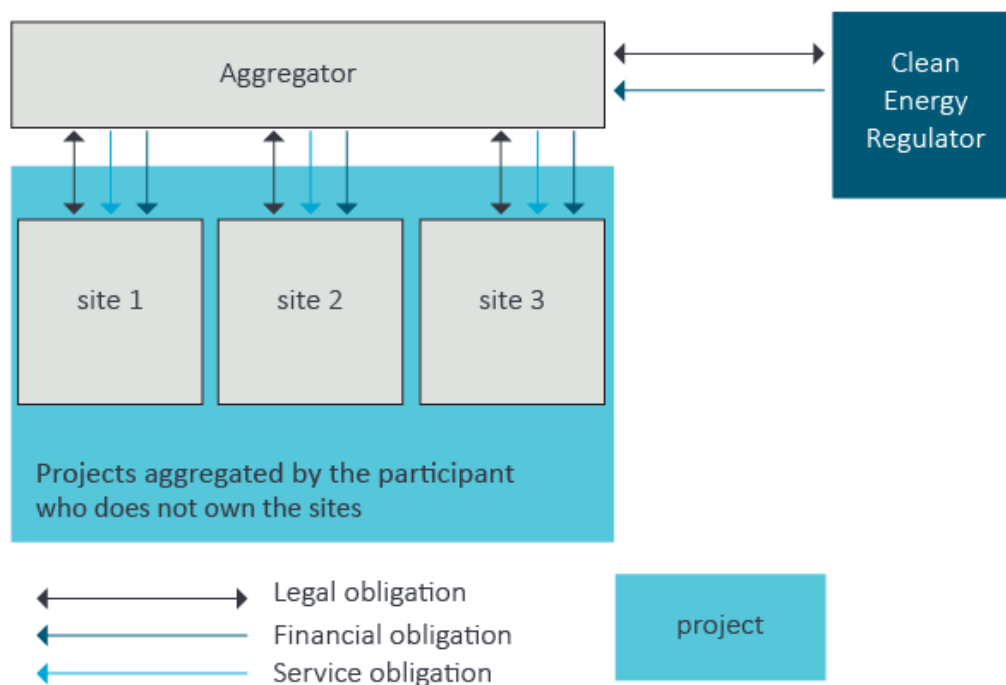 Aggregator
Clean
Energy
Regulator
site 1
site 2
site 3
Projects aggregated by the participant
who does not own the sites
Legal obligation
Financial obligation
Service obligation
project